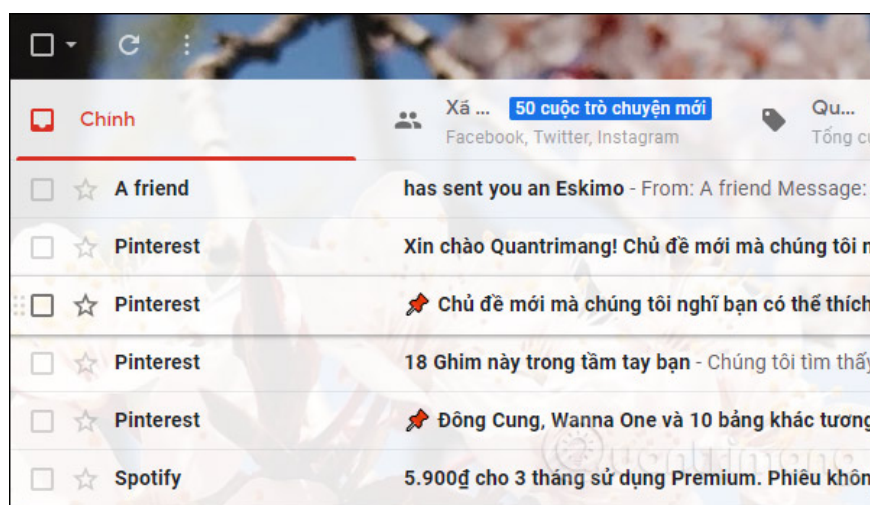 Chính
Xã ... 50 cuộc trò chuyện mới
Facebook, Twitter, Instagram
Qu...
Tổng
A friend has sent you an Eskimo - From: A friend Message:
Pinterest Xin chào Quantrimang! Chủ đề mới mà chúng tôi
Pinterest 📌 Chủ đề mới mà chúng tôi nghĩ bạn có thể thích
Pinterest 18 Ghim này trong tầm tay bạn - Chúng tôi tìm thấy
Pinterest 📌 Đông Cung, Wanna One và 10 bảng khác tương
Spotify 5.900₫ cho 3 tháng sử dụng Premium. Phiêu không
Quantrimang